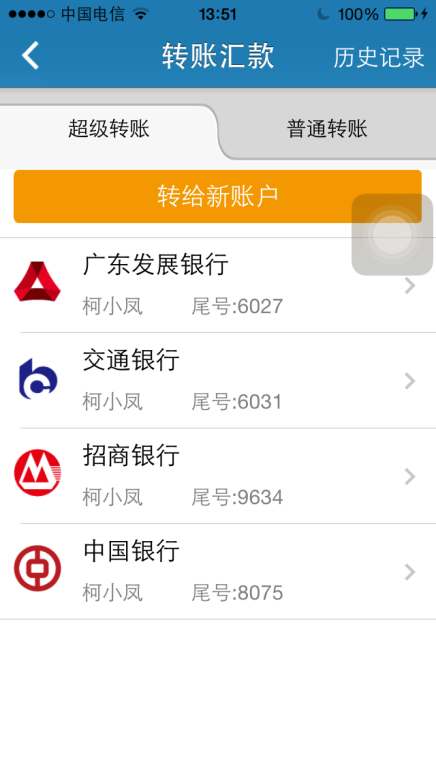 中国电信 13:51 100%
转账汇款 历史记录
超级转账 普通转账
转给新账户
广东发展银行
柯小凤 尾号:6027
交通银行
柯小凤 尾号:6031
招商银行
柯小凤 尾号:9634
中国银行
柯小凤 尾号:8075